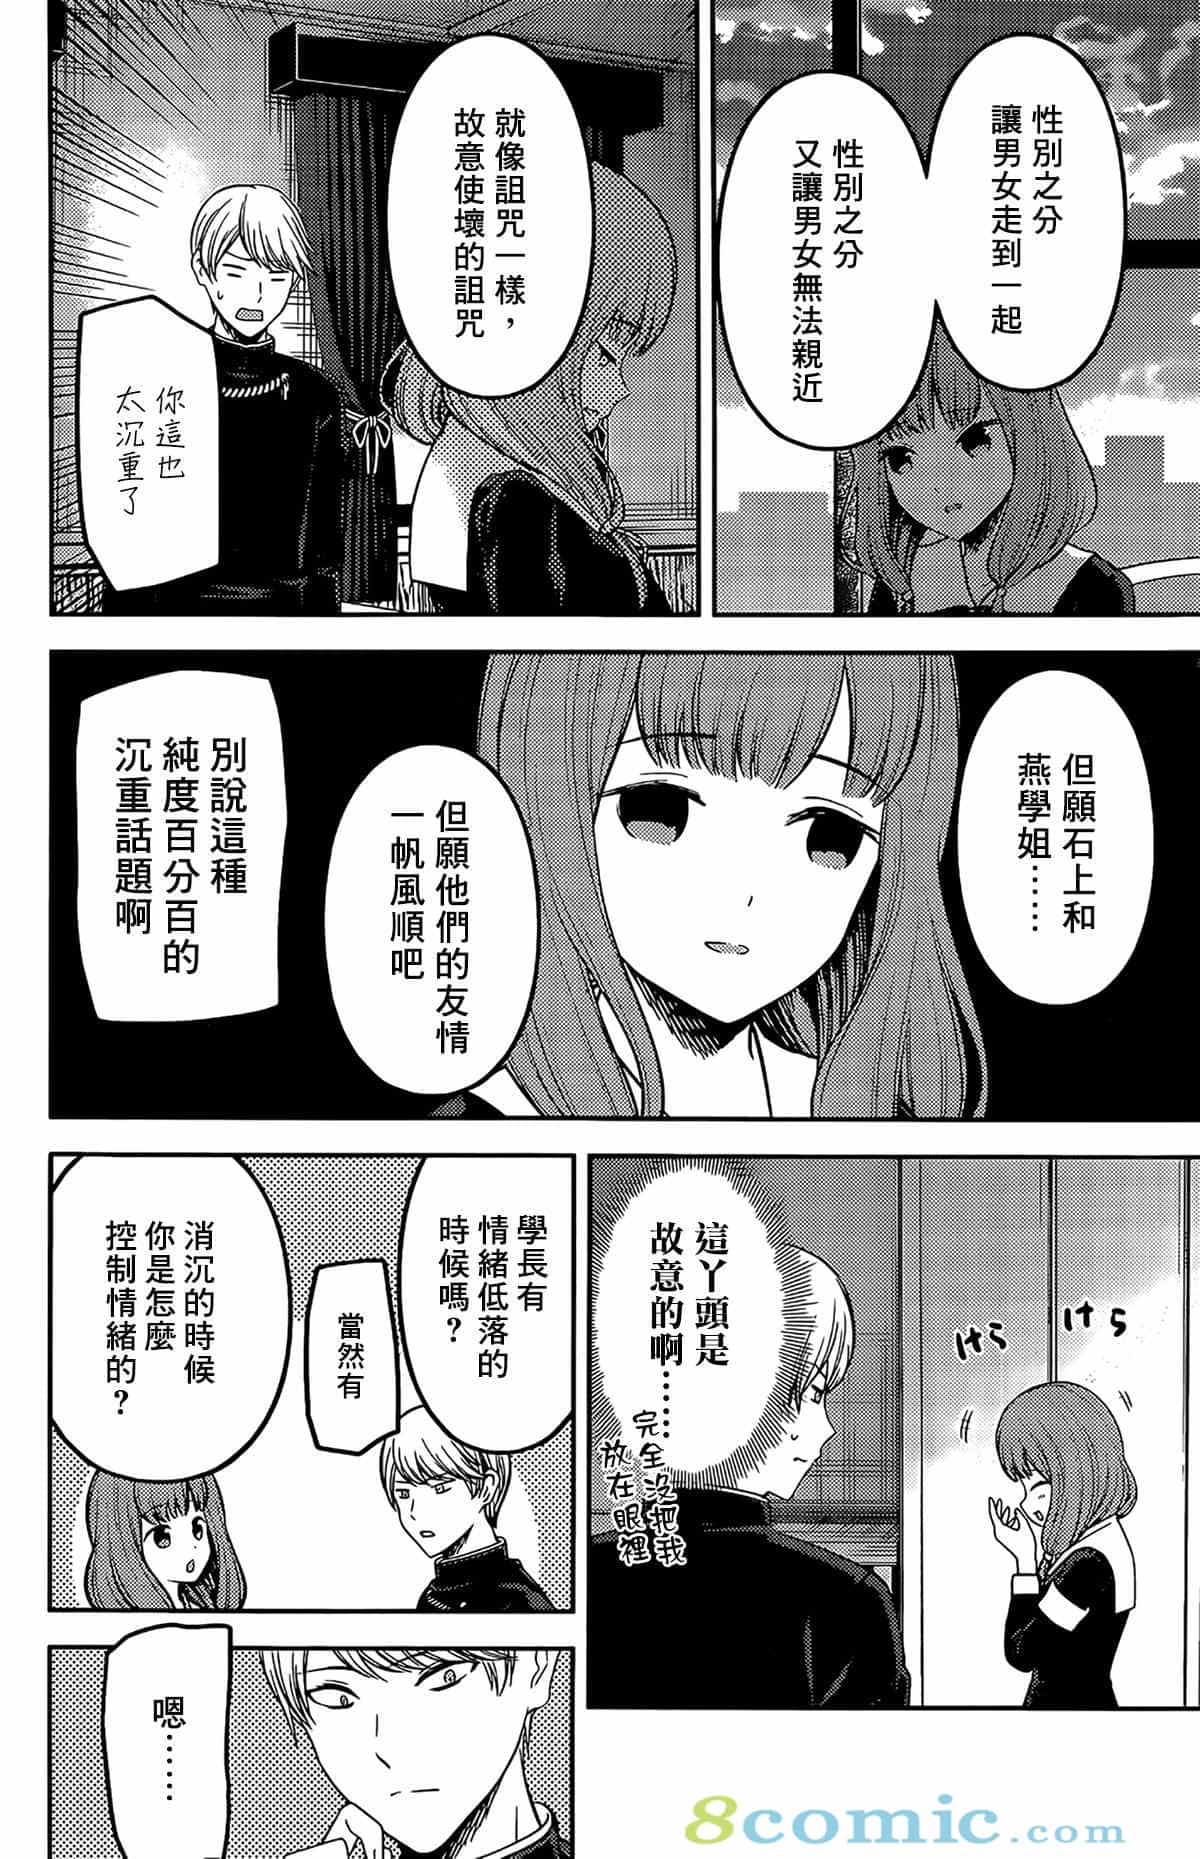 性別之分
讓男女走到一起
性別之分
又讓男女無法親近
就像詛咒一樣，
故意使壞的詛咒
你這也
太沉重了
但願石上和
燕學姐……
但願他們的友情
一帆風順吧
別說這種
純度百分百的
沉重話題啊
けら
けら
這丫頭是
故意的啊……
完全沒把我
放在眼裡
學長有
情緒低落的
時候嗎？
當然有
消沉的時候
你是怎麼
控制情緒的？
嗯……
8comic.com